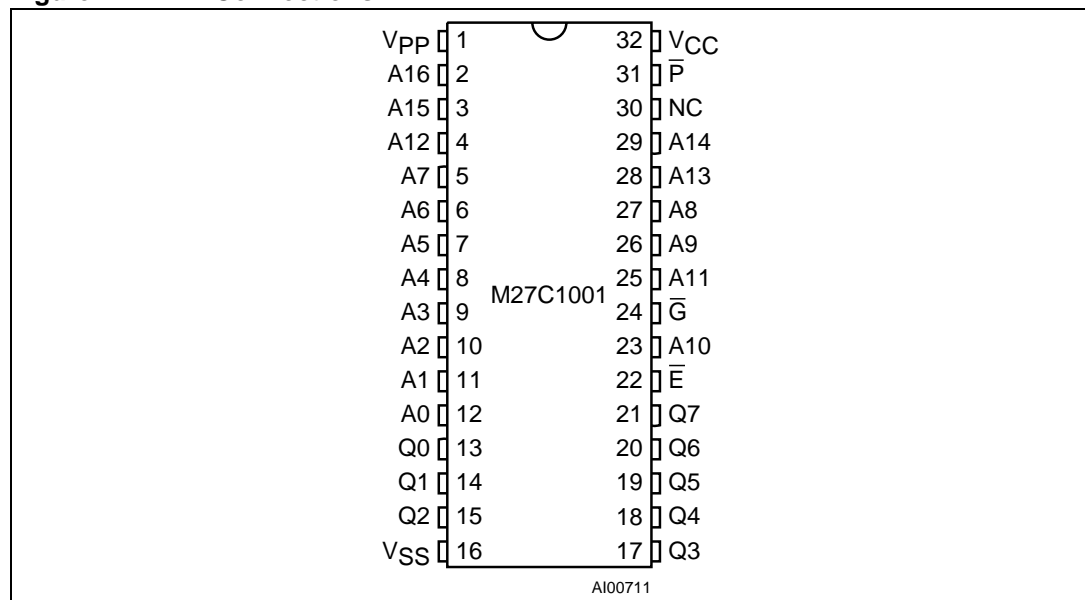 VPP 1 32 VCC
A16 2 31 P̅
A15 3 30 NC
A12 4 29 A14
A7 5 28 A13
A6 6 27 A8
A5 7 26 A9
A4 8 25 A11
M27C1001
A3 9 24 G̅
A2 10 23 A10
A1 11 22 E̅
A0 12 21 Q7
Q0 13 20 Q6
Q1 14 19 Q5
Q2 15 18 Q4
VSS 16 17 Q3
AI00711